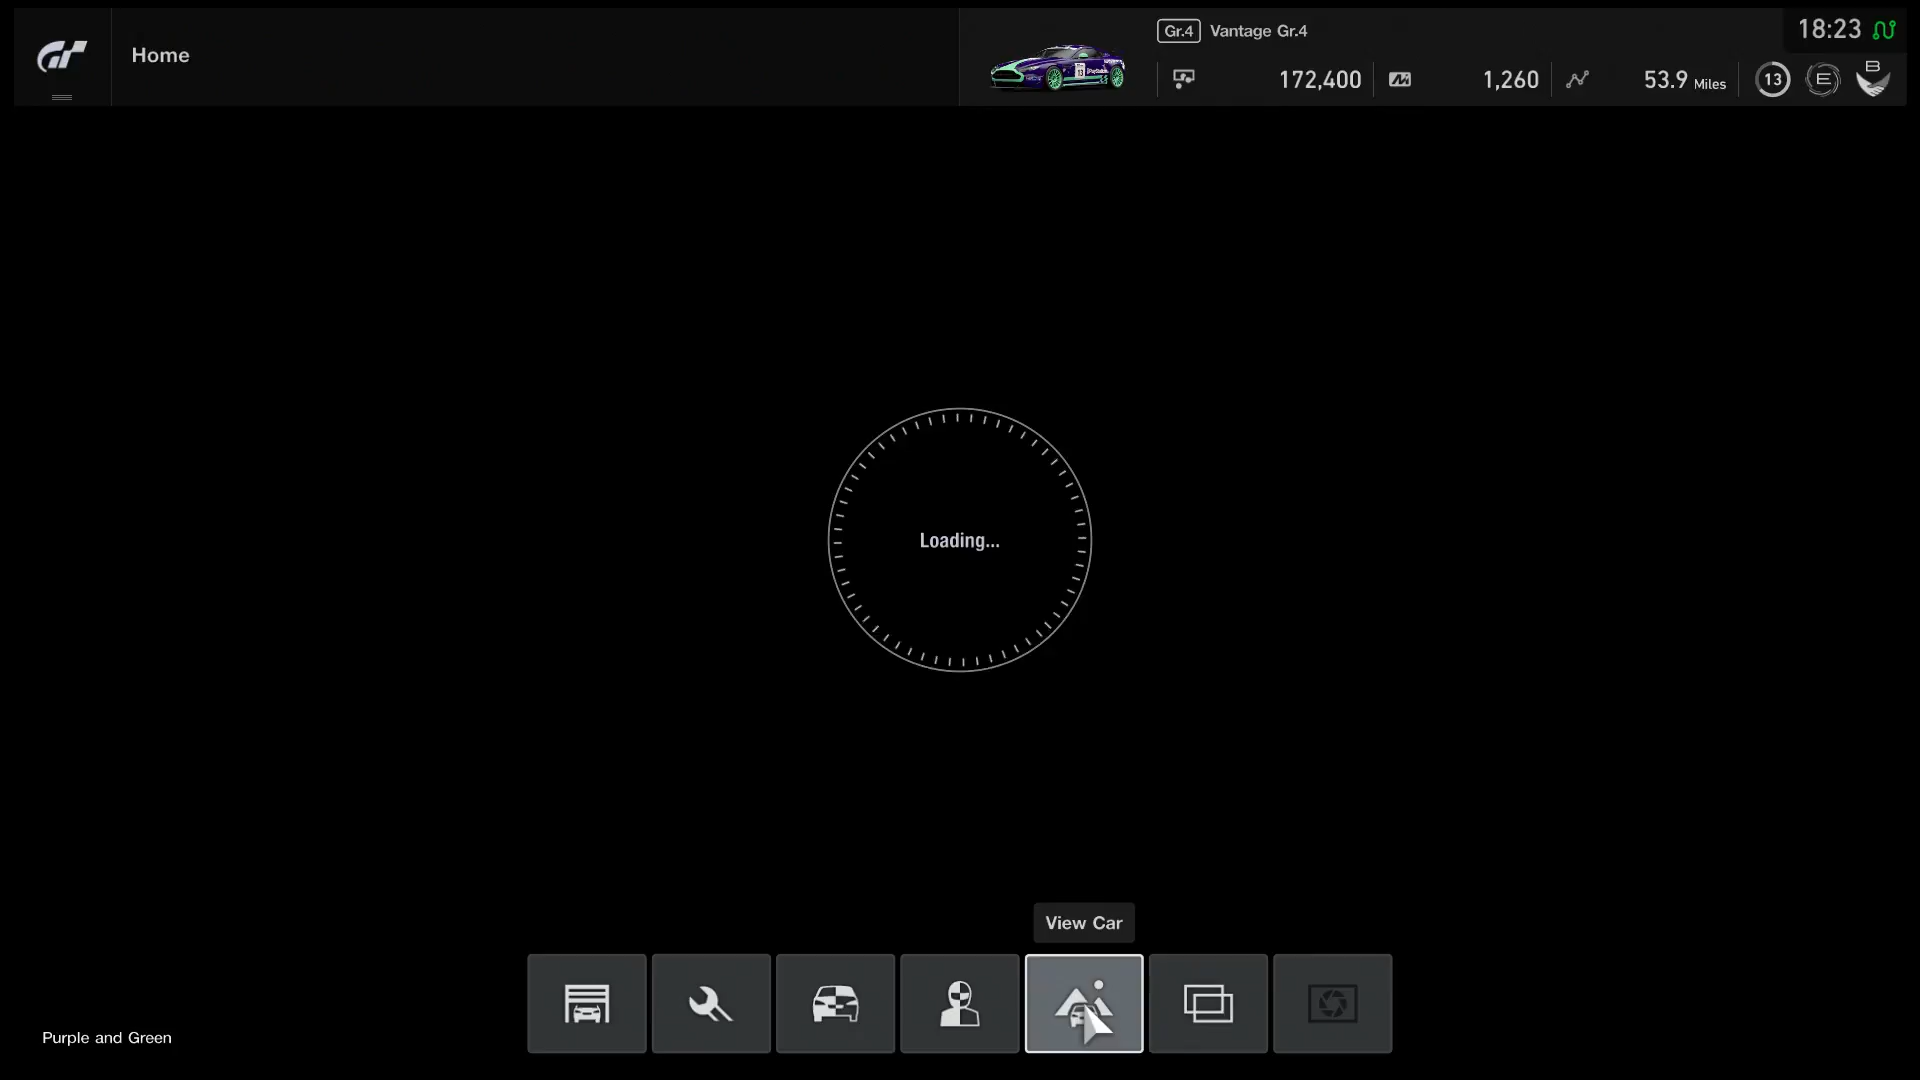 Home
Gr.4 Vantage Gr.4
18:23
172,400
1,260
53.9 Miles
13
E
B
Loading...
View Car
Purple and Green